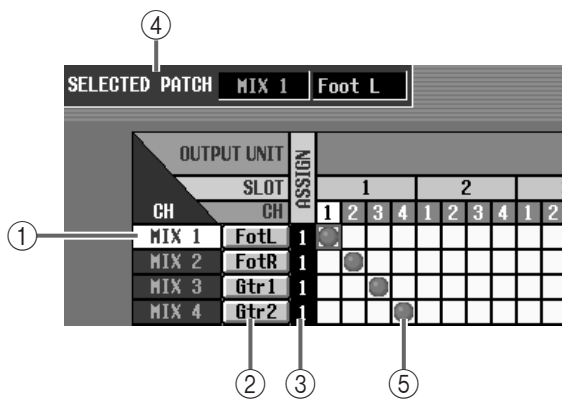 ④
SELECTED PATCH MIX 1 Foot L
OUTPUT UNIT
ASSIGN
SLOT 1 2
CH CH 1 2 3 4 1 2 3 4 1 2
① MIX 1 FotL 1
MIX 2 FotR 1
MIX 3 Gtr1 1
MIX 4 Gtr2 1
② ③ ⑤